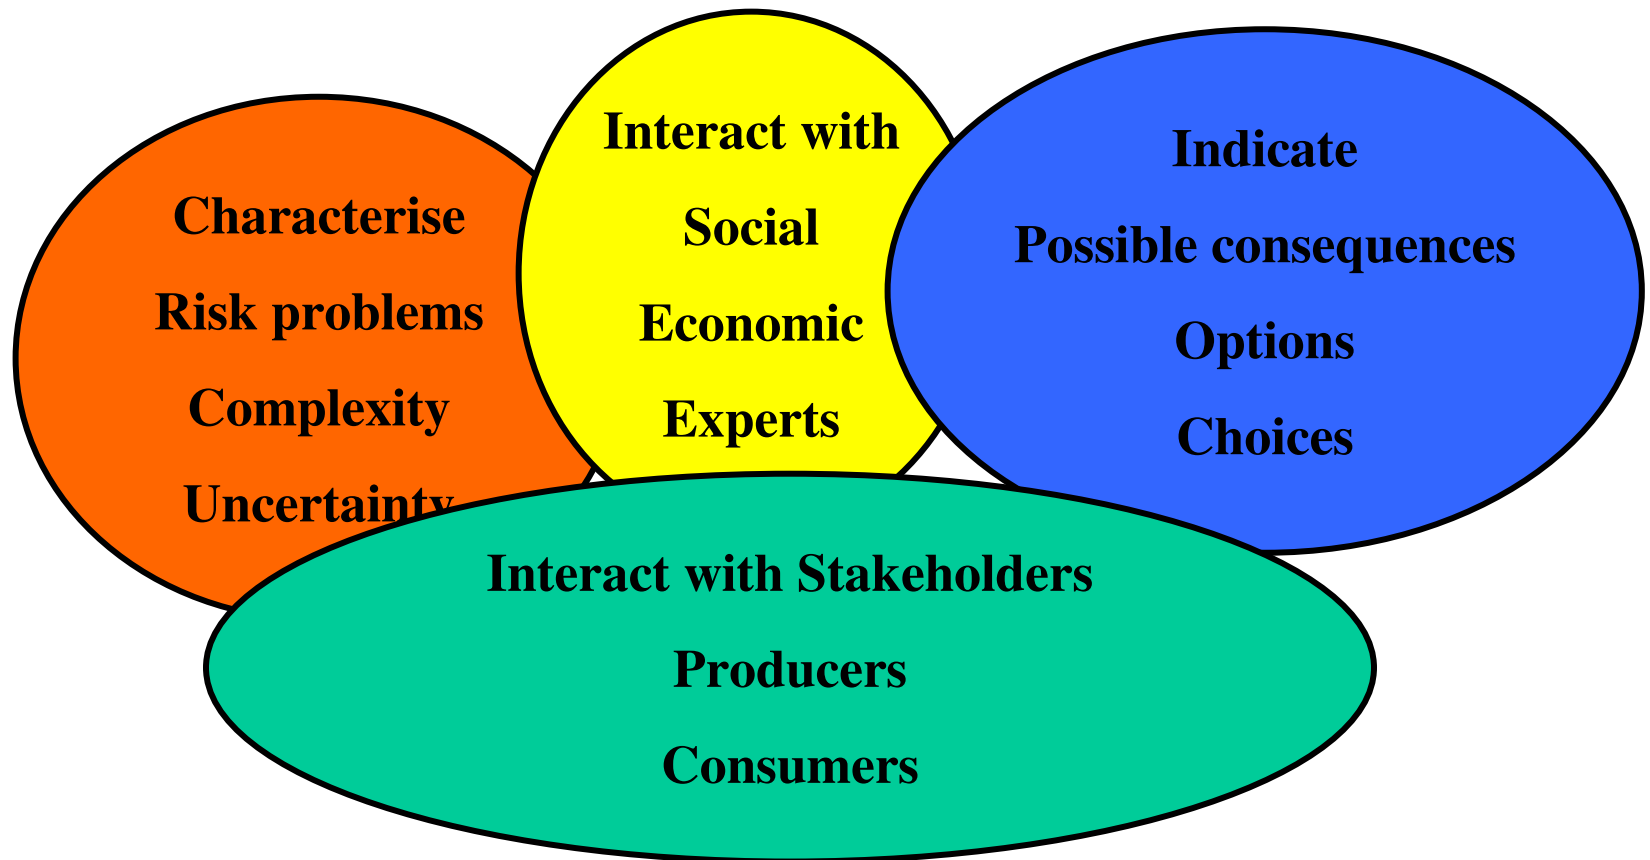 Characterise
Risk problems
Complexity
Uncertainty
Interact with
Social
Economic
Experts
Indicate
Possible consequences
Options
Choices
Interact with Stakeholders
Producers
Consumers